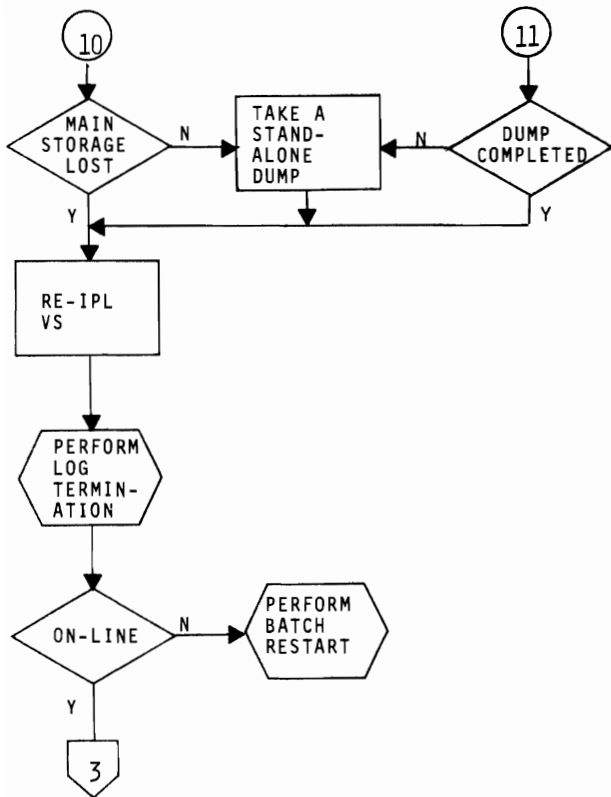 10
11
MAIN
STORAGE
LOST
N
TAKE A
STAND-
ALONE
DUMP
N
DUMP
COMPLETED
Y
Y
RE-IPL
VS
PERFORM
LOG
TERMIN-
ATION
ON-LINE
N
PERFORM
BATCH
RESTART
Y
3